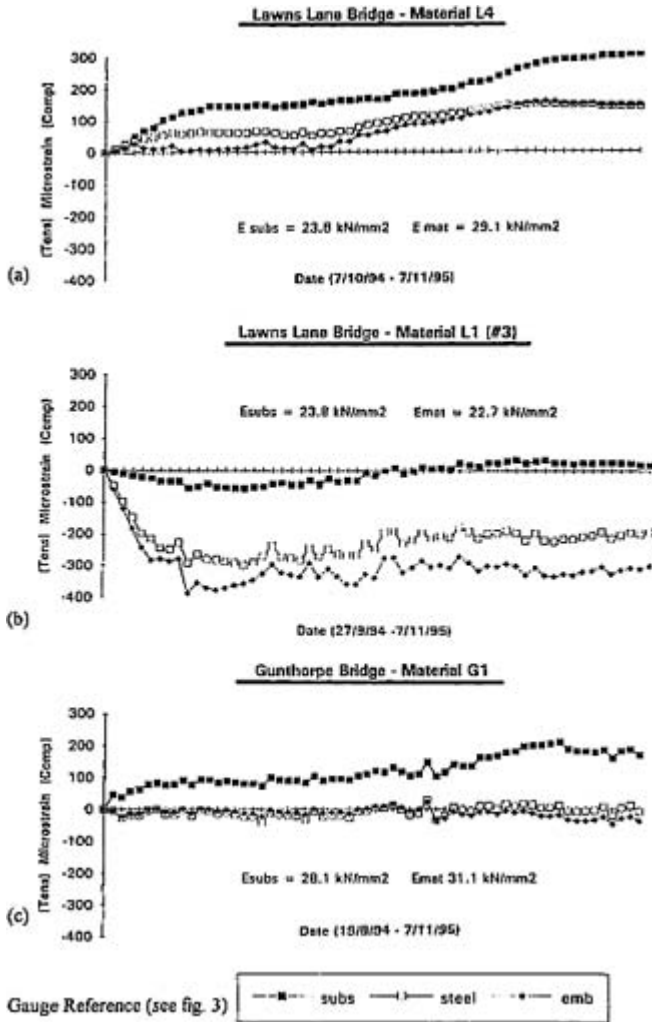 Lawns Lane Bridge - Material L4
300
200
100
0
-100
-200
-300
-400
(Tens) Microstrain (Comp)
E subs = 23.8 kN/mm2 E mat = 29.1 kN/mm2
(a)
Date (7/10/94 - 7/11/95)
Lawns Lane Bridge - Material L1 (#3)
300
200
100
0
-100
-200
-300
-400
(Tens) Microstrain (Comp)
Esubs = 23.8 kN/mm2 Emat = 22.7 kN/mm2
(b)
Date (27/9/94 -7/11/95)
Gunthorpe Bridge - Material G1
300
200
100
0
-100
-200
-300
-400
(Tens) Microstrain (Comp)
Esubs = 28.1 kN/mm2 Emat 31.1 kN/mm2
(c)
Date (19/8/94 - 7/11/95)
Gauge Reference (see fig. 3) subs steel emb